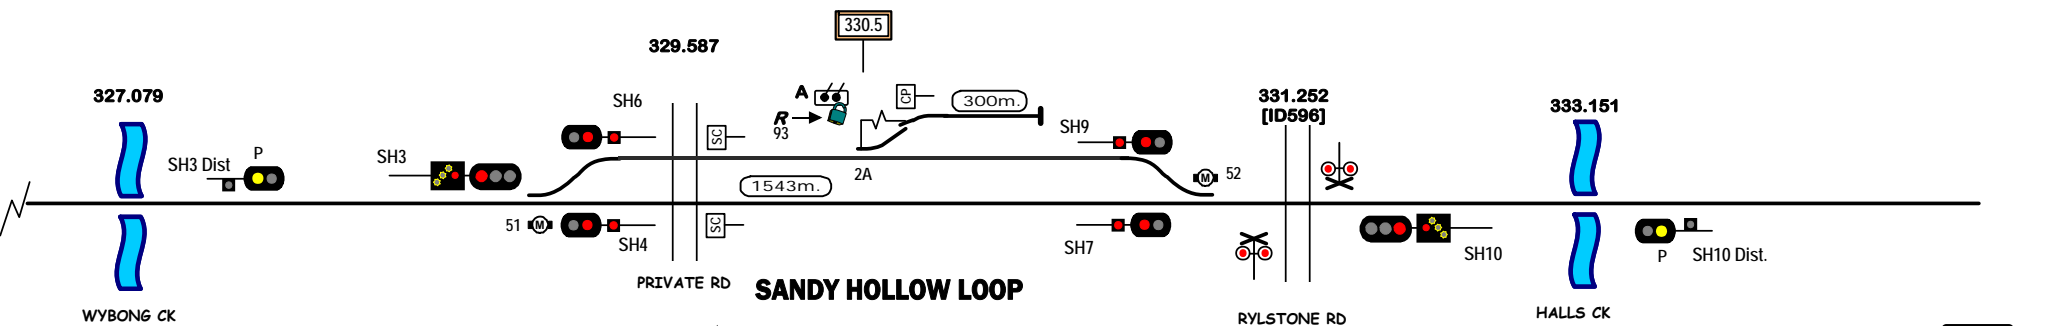 330.5
329.587
327.079
331.252
[ID596]
333.151
SH6
A
CP
300m.
R
93
SC
SH9
SH3 Dist
P
SH3
2A
52
M
1543m.
51
M
SH4
SC
SH7
SH10
P
SH10 Dist.
PRIVATE RD
SANDY HOLLOW LOOP
WYBONG CK
RYLSTONE RD
HALLS CK